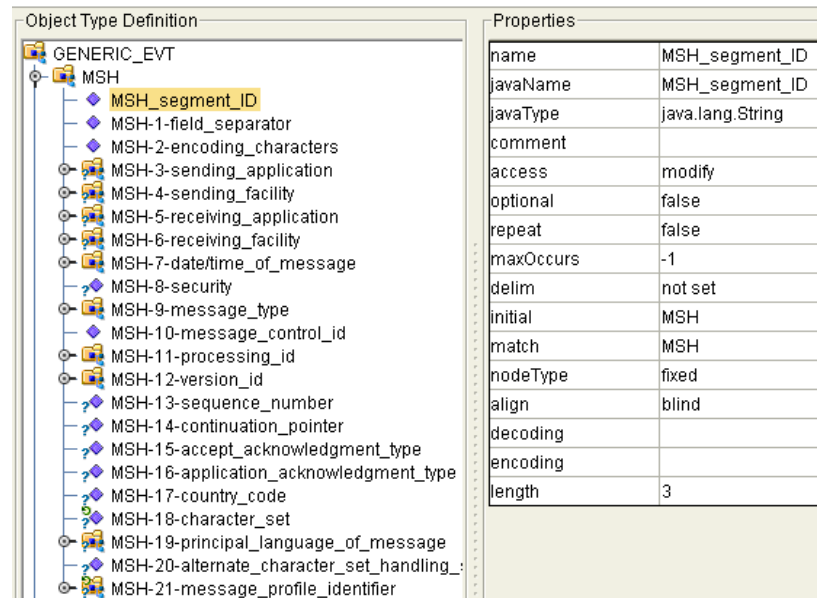 Object Type Definition
GENERIC_EVT
MSH
MSH_segment_ID
MSH-1-field_separator
MSH-2-encoding_characters
MSH-3-sending_application
MSH-4-sending_facility
MSH-5-receiving_application
MSH-6-receiving_facility
MSH-7-date/time_of_message
MSH-8-security
MSH-9-message_type
MSH-10-message_control_id
MSH-11-processing_id
MSH-12-version_id
MSH-13-sequence_number
MSH-14-continuation_pointer
MSH-15-accept_acknowledgment_type
MSH-16-application_acknowledgment_type
MSH-17-country_code
MSH-18-character_set
MSH-19-principal_language_of_message
MSH-20-alternate_character_set_handling_
MSH-21-message_profile_identifier
Properties
name MSH_segment_ID
javaName MSH_segment_ID
javaType java.lang.String
comment
access modify
optional false
repeat false
maxOccurs -1
delim not set
initial MSH
match MSH
nodeType fixed
align blind
decoding
encoding
length 3